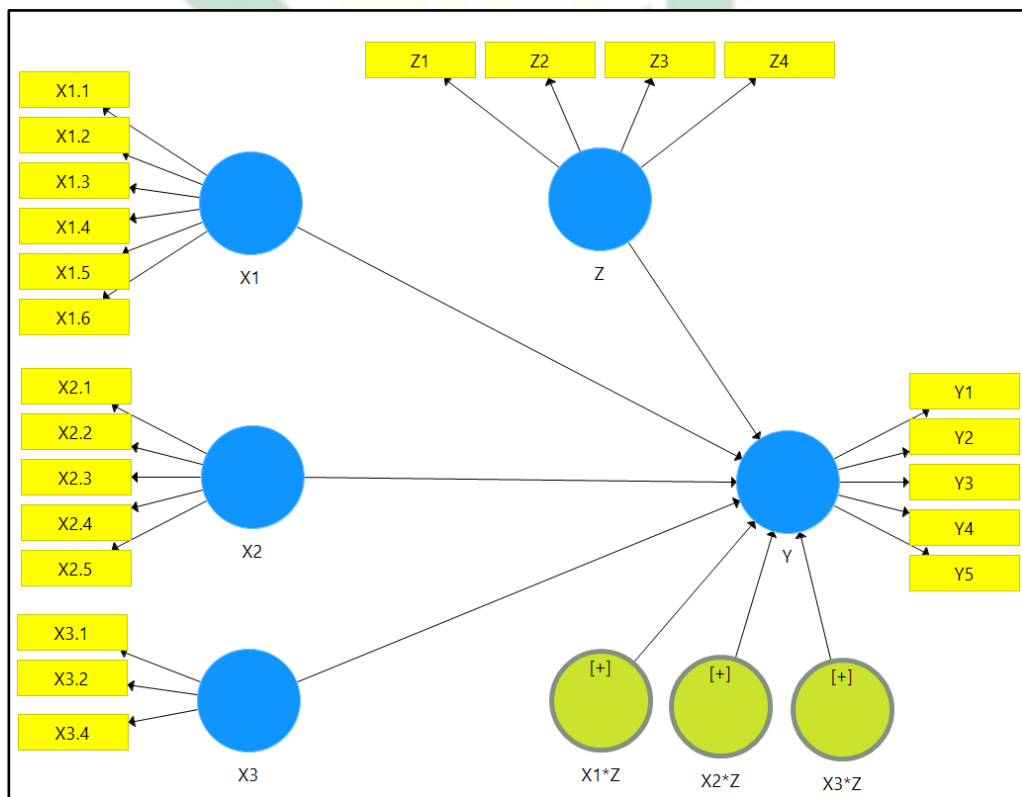 Z1
Z2
Z3
Z4
X1.1
X1.2
X1.3
X1.4
X1.5
X1.6
X1
Z
X2.1
X2.2
X2.3
X2.4
X2.5
X2
Y1
Y2
Y3
Y4
Y5
Y
X3.1
X3.2
X3.4
X3
[+]
[+]
[+]
X1*Z
X2*Z
X3*Z